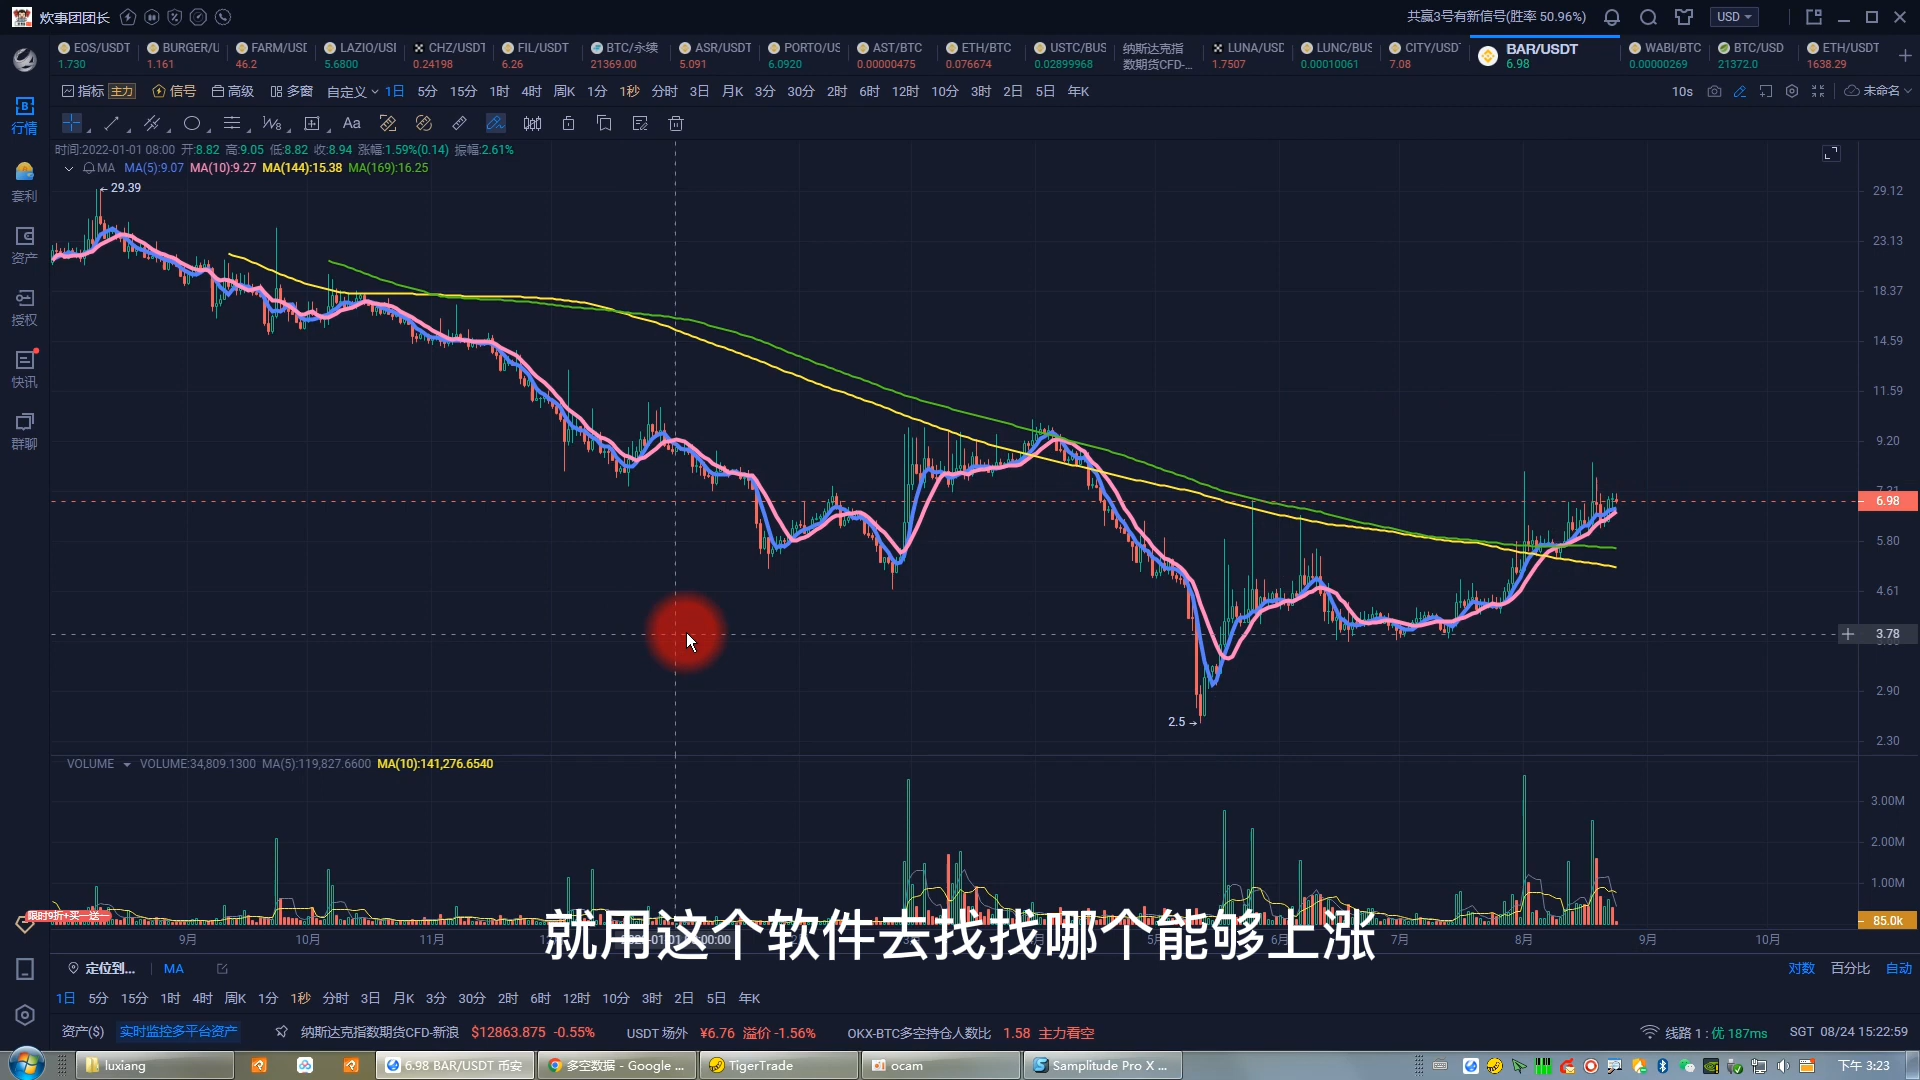 炊事团团长
共赢3号有新信号(胜率 50.96%)
USD
EOS/USDT 1.730
BURGER/U 1.161
FARM/USD 46.2
LAZIO/USI 5.6800
CHZ/USDT 0.24198
FIL/USDT 6.26
BTC/永续 21369.00
ASR/USDT 5.091
PORTO/US 6.0920
AST/BTC 0.00000475
ETH/BTC 0.076674
USTC/BUS 0.02899968
纳斯达克指数期货CFD-...
LUNA/USD 1.7507
LUNC/BUS 0.00010061
CITY/USD 7.08
BAR/USDT 6.98
WABI/BTC 0.00000269
BTC/USD 21372.0
ETH/USDT 1638.29
指标 主力 信号 高级 多窗 自定义 1日 5分 15分 1时 4时 周K 1分 1秒 分时 3日 月K 3分 30分 2时 6时 12时 10分 3时 2日 5日 年K
10s 未命名
Aa
时间:2022-01-01 08:00 开:8.82 高:9.05 低:8.82 收:8.94 涨幅:1.59%(0.14) 振幅:2.61%
MA MA(5):9.07 MA(10):9.27 MA(144):15.38 MA(169):16.25
行情
套利
资产
授权
快讯
群聊
限时9折+买一送一
29.39
2.5
29.12
23.13
18.37
14.59
11.59
9.20
6.98
5.80
4.61
3.78
2.90
2.30
VOLUME VOLUME:34,809.1300 MA(5):119,827.6600 MA(10):141,276.6540
3.00M
2.00M
1.00M
85.0k
就用这个软件去找找哪个能够上涨
9月 10月 11月 5月 6月 7月 8月 9月 10月
定位到... MA
对数 百分比 自动
1日 5分 15分 1时 4时 周K 1分 1秒 分时 3日 月K 3分 30分 2时 6时 12时 10分 3时 2日 5日 年K
资产($) 实时监控多平台资产 纳斯达克指数期货CFD-新浪 $12863.875 -0.55% USDT 场外 ¥6.76 溢价 -1.56% OKX-BTC多空持仓人数比 1.58 主力看空
线路 1 : 优 187ms SGT 08/24 15:22:59
luxiang
6.98 BAR/USDT 币安
多空数据 - Google ...
TigerTrade
ocam
Samplitude Pro X ...
下午 3:23